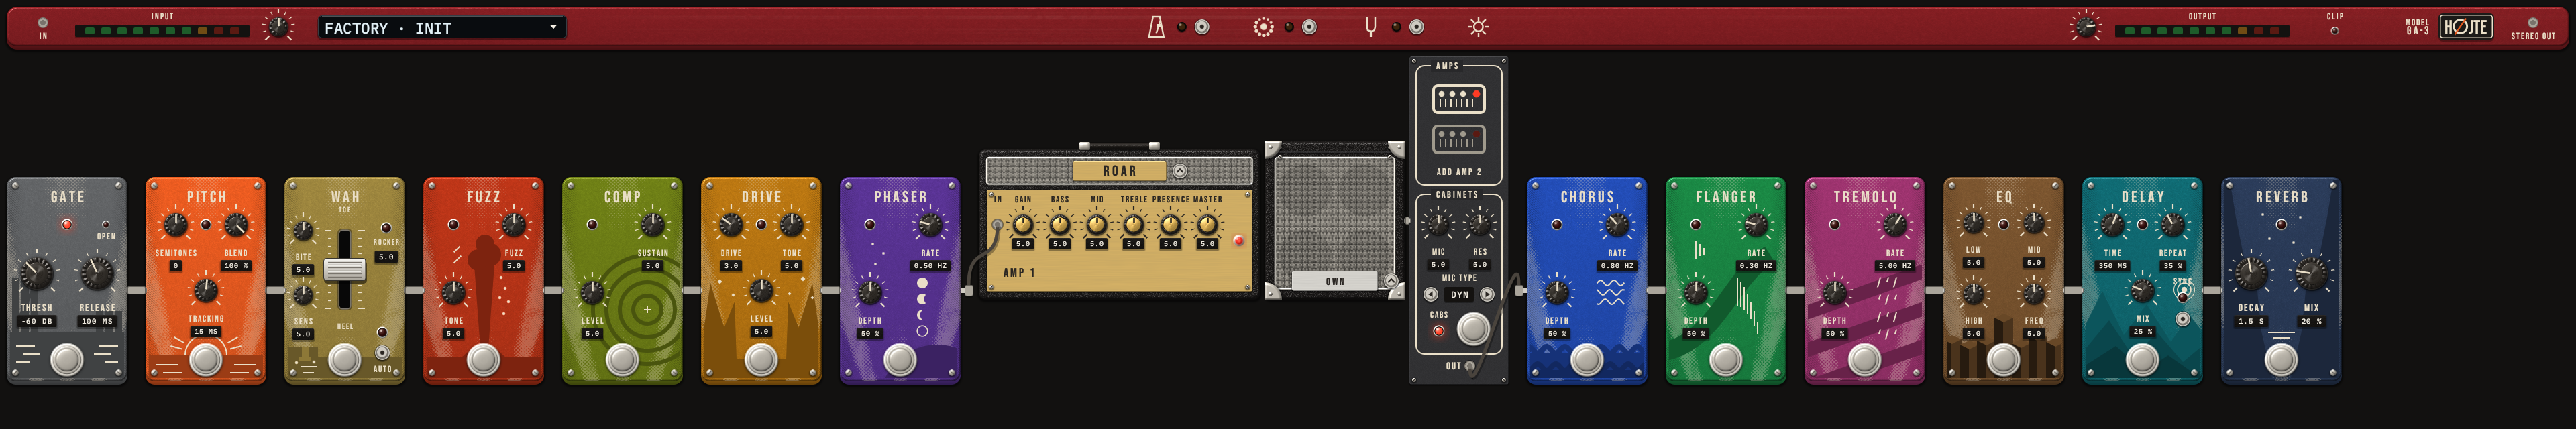 INPUT
IN
FACTORY · INIT
OUTPUT
CLIP
MODEL
GA-3
HØJTE
STEREO OUT
GATE
OPEN
THRESH
RELEASE
-60 DB
100 MS
PITCH
SEMITONES
BLEND
0
100 %
TRACKING
15 MS
WAH
TOE
BITE
5.0
ROCKER
5.0
SENS
5.0
HEEL
AUTO
FUZZ
FUZZ
5.0
TONE
5.0
COMP
SUSTAIN
5.0
LEVEL
5.0
DRIVE
DRIVE
TONE
3.0
5.0
LEVEL
5.0
PHASER
RATE
0.50 HZ
DEPTH
50 %
ROAR
IN GAIN BASS MID TREBLE PRESENCE MASTER
5.0 5.0 5.0 5.0 5.0 5.0
AMP 1
OWN
AMPS
ADD AMP 2
CABINETS
MIC RES
5.0 5.0
MIC TYPE
DYN
CABS
OUT
CHORUS
RATE
0.80 HZ
DEPTH
50 %
FLANGER
RATE
0.30 HZ
DEPTH
50 %
TREMOLO
RATE
5.00 HZ
DEPTH
50 %
EQ
LOW MID
5.0 5.0
HIGH FREQ
5.0 5.0
DELAY
TIME REPEAT
350 MS 35 %
SYNC
MIX
25 %
REVERB
DECAY MIX
1.5 S 20 %